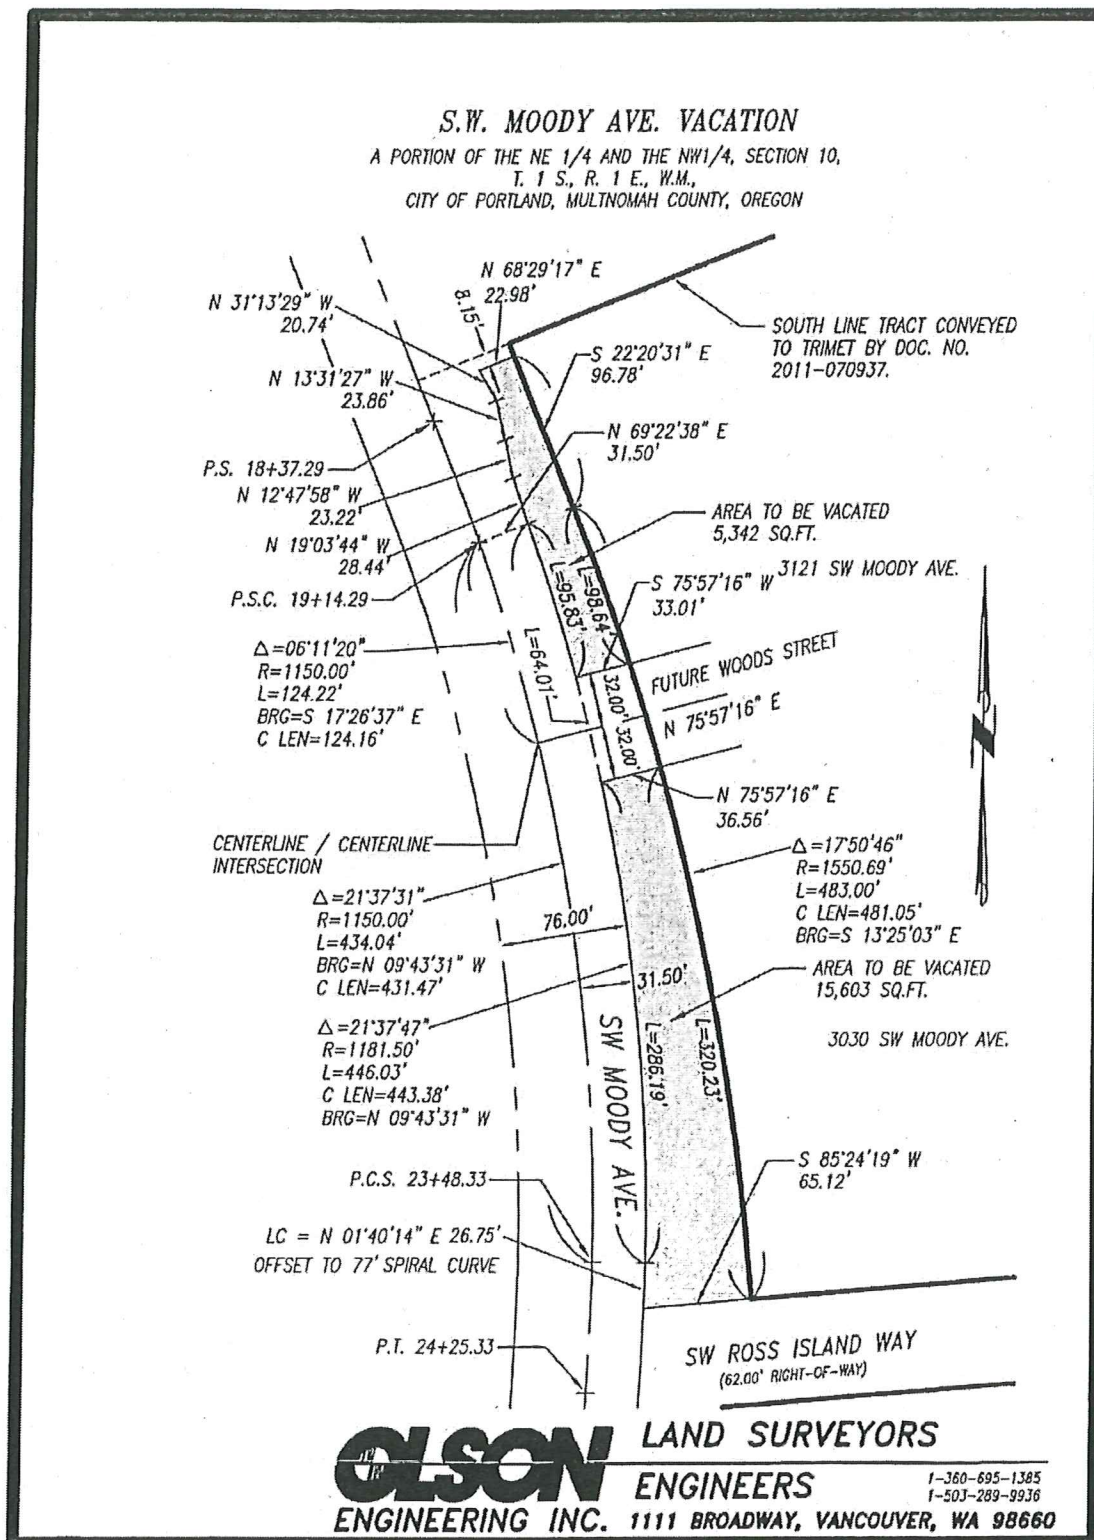 S.W. MOODY AVE. VACATION
A PORTION OF THE NE 1/4 AND THE NW1/4, SECTION 10,
T. 1 S., R. 1 E., W.M.,
CITY OF PORTLAND, MULTNOMAH COUNTY, OREGON
N 68°29'17" E
22.98'
N 31°13'29" W
20.74'
8.15'
SOUTH LINE TRACT CONVEYED
TO TRIMET BY DOC. NO.
2011-070937.
S 22°20'31" E
96.78'
N 13°31'27" W
23.86'
N 69°22'38" E
31.50'
P.S. 18+37.29
N 12°47'58" W
23.22'
AREA TO BE VACATED
5,342 SQ.FT.
N 19°03'44" W
28.44'
3121 SW MOODY AVE.
S 75°57'16" W
33.01'
P.S.C. 19+14.29
L=95.83'
L=98.64'
Δ=06°11'20"
R=1150.00'
L=124.22'
BRG=S 17°26'37" E
C LEN=124.16'
L=64.01'
FUTURE WOODS STREET
32.00'
32.00'
N 75°57'16" E
N 75°57'16" E
36.56'
CENTERLINE / CENTERLINE
INTERSECTION
Δ=17°50'46"
R=1550.69'
L=483.00'
C LEN=481.05'
BRG=S 13°25'03" E
Δ=21°37'31"
R=1150.00'
L=434.04'
BRG=N 09°43'31" W
C LEN=431.47'
76.00'
31.50'
AREA TO BE VACATED
15,603 SQ.FT.
Δ=21°37'47"
R=1181.50'
L=446.03'
C LEN=443.38'
BRG=N 09°43'31" W
SW MOODY AVE.
L=286.19'
L=320.23'
3030 SW MOODY AVE.
S 85°24'19" W
65.12'
P.C.S. 23+48.33
LC = N 01°40'14" E 26.75'
OFFSET TO 77' SPIRAL CURVE
P.T. 24+25.33
SW ROSS ISLAND WAY
(62.00' RIGHT-OF-WAY)
N
OLSON
ENGINEERING INC.
LAND SURVEYORS
ENGINEERS
1-360-695-1385
1-503-289-9936
1111 BROADWAY, VANCOUVER, WA 98660